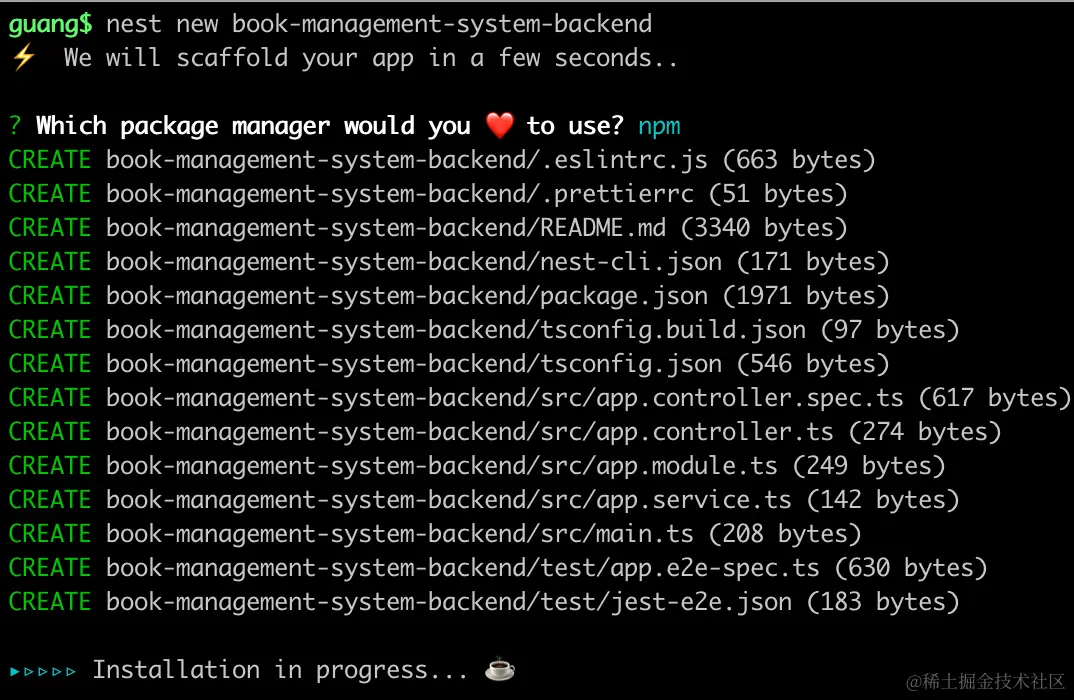 guang$ nest new book-management-system-backend
⚡ We will scaffold your app in a few seconds..
? Which package manager would you ❤️ to use? npm
CREATE book-management-system-backend/.eslintrc.js (663 bytes)
CREATE book-management-system-backend/.prettierrc (51 bytes)
CREATE book-management-system-backend/README.md (3340 bytes)
CREATE book-management-system-backend/nest-cli.json (171 bytes)
CREATE book-management-system-backend/package.json (1971 bytes)
CREATE book-management-system-backend/tsconfig.build.json (97 bytes)
CREATE book-management-system-backend/tsconfig.json (546 bytes)
CREATE book-management-system-backend/src/app.controller.spec.ts (617 bytes)
CREATE book-management-system-backend/src/app.controller.ts (274 bytes)
CREATE book-management-system-backend/src/app.module.ts (249 bytes)
CREATE book-management-system-backend/src/app.service.ts (142 bytes)
CREATE book-management-system-backend/src/main.ts (208 bytes)
CREATE book-management-system-backend/test/app.e2e-spec.ts (630 bytes)
CREATE book-management-system-backend/test/jest-e2e.json (183 bytes)
▸▹▹▹▹ Installation in progress... ☕
@稀土掘金技术社区